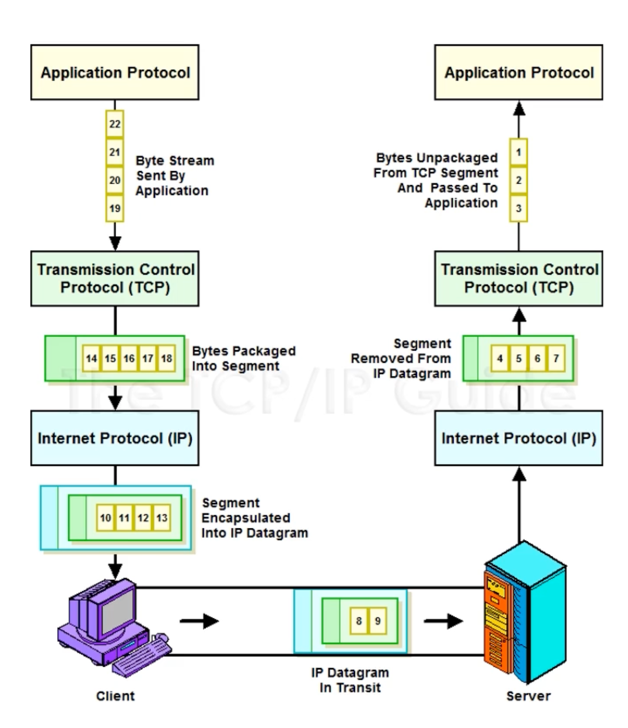 Application Protocol
22
21
20
19
Byte Stream
Sent By
Application
Transmission Control
Protocol (TCP)
14 15 16 17 18
Bytes Packaged
Into Segment
Internet Protocol (IP)
10 11 12 13
Segment
Encapsulated
Into IP Datagram
Client
8 9
IP Datagram
In Transit
Application Protocol
Bytes Unpackaged
From TCP Segment
And Passed To
Application
1
2
3
Transmission Control
Protocol (TCP)
Segment
Removed From
IP Datagram
4 5 6 7
Internet Protocol (IP)
Server
The TCP/IP Guide